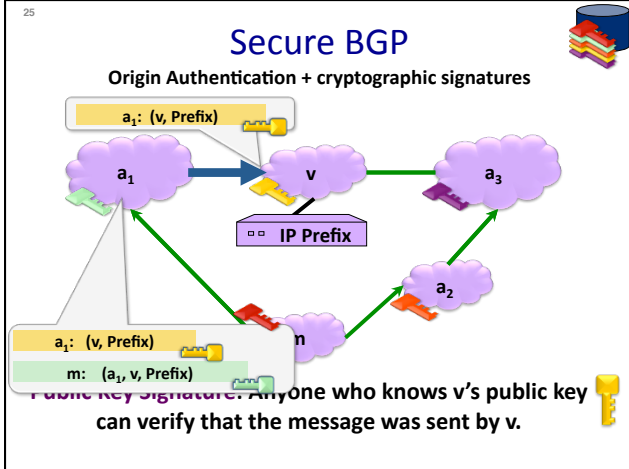 25
Secure BGP
Origin Authentication + cryptographic signatures
a1: (v, Prefix)
a1
v
a3
IP Prefix
a2
m
a1: (v, Prefix)
m: (a1, v, Prefix)
Public Key Signature: Anyone who knows v's public key
can verify that the message was sent by v.